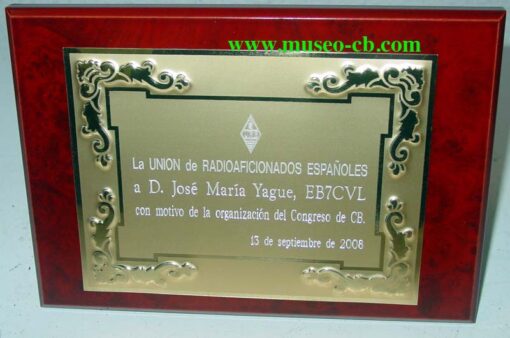 www.museo-cb.com
La UNION de RADIOAFICIONADOS ESPAÑOLES
a D. José María Yague, EB7CVL
con motivo de la organización del Congreso de CB.
13 de septiembre de 2008